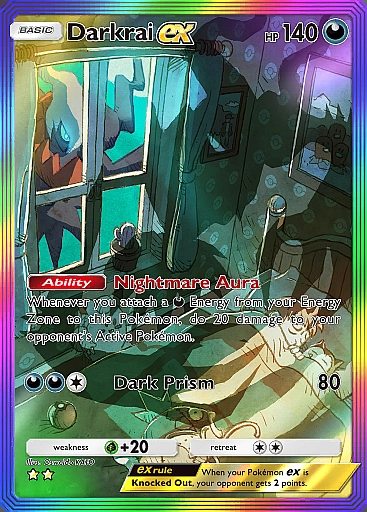 BASIC Darkrai ex HP 140
Ability Nightmare Aura
Whenever you attach a Energy from your Energy
Zone to this Pokémon, do 20 damage to your
opponent's Active Pokémon.
Dark Prism 80
weakness +20 retreat
Illus.
ex rule When your Pokémon ex is
Knocked Out, your opponent gets 2 points.